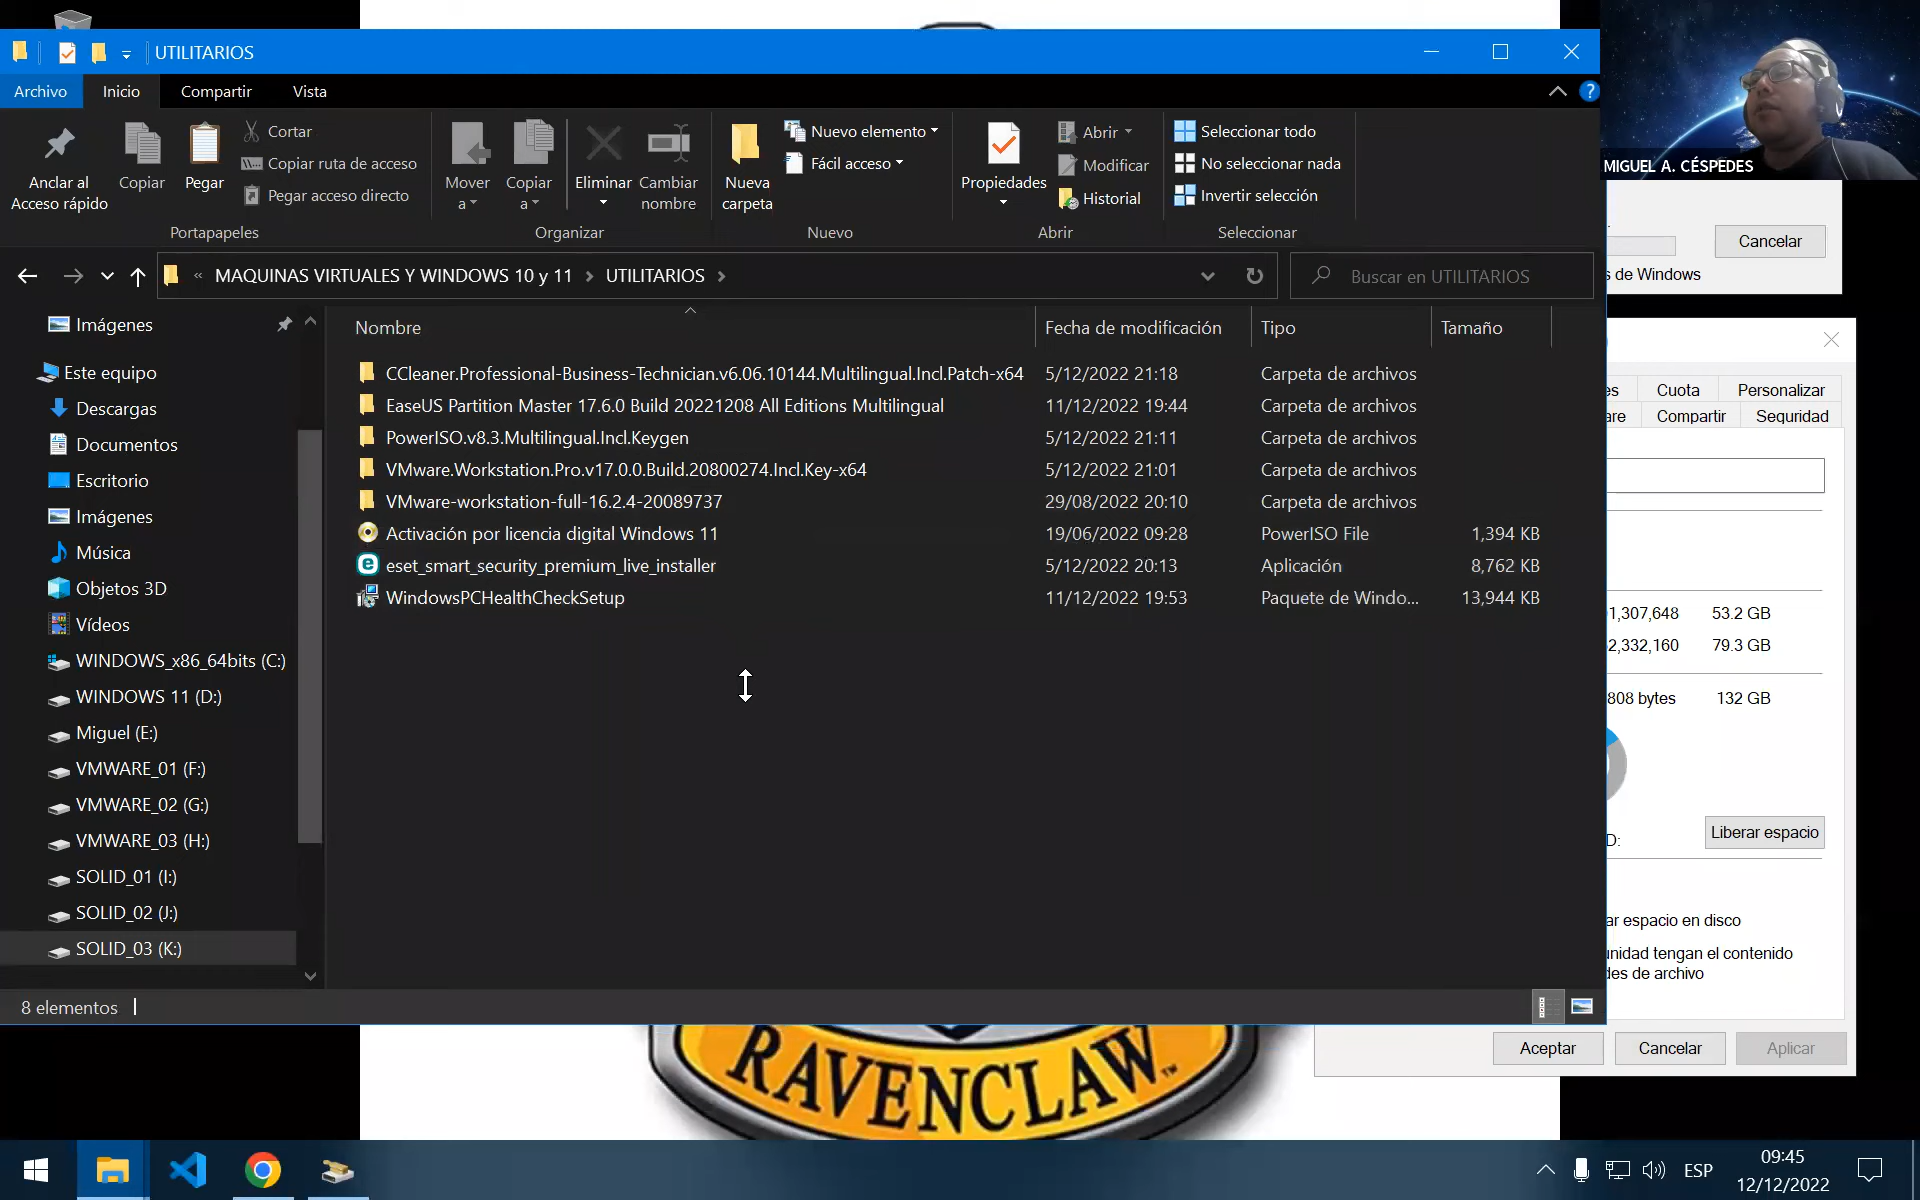 UTILITARIOS
Archivo Inicio Compartir Vista
Anclar al Acceso rápido
Copiar
Pegar
Cortar
Copiar ruta de acceso
Pegar acceso directo
Portapapeles
Mover a
Copiar a
Eliminar
Cambiar nombre
Organizar
Nueva carpeta
Nuevo elemento
Fácil acceso
Nuevo
Propiedades
Abrir
Modificar
Historial
Abrir
Seleccionar todo
No seleccionar nada
Invertir selección
Seleccionar
MIGUEL A. CÉSPEDES
« MAQUINAS VIRTUALES Y WINDOWS 10 y 11 > UTILITARIOS >
Buscar en UTILITARIOS
Imágenes
Este equipo
Descargas
Documentos
Escritorio
Imágenes
Música
Objetos 3D
Vídeos
WINDOWS_x86_64bits (C:)
WINDOWS 11 (D:)
Miguel (E:)
VMWARE_01 (F:)
VMWARE_02 (G:)
VMWARE_03 (H:)
SOLID_01 (I:)
SOLID_02 (J:)
SOLID_03 (K:)
Nombre Fecha de modificación Tipo Tamaño
CCleaner.Professional-Business-Technician.v6.06.10144.Multilingual.Incl.Patch-x64 5/12/2022 21:18 Carpeta de archivos
EaseUS Partition Master 17.6.0 Build 20221208 All Editions Multilingual 11/12/2022 19:44 Carpeta de archivos
PowerISO.v8.3.Multilingual.Incl.Keygen 5/12/2022 21:11 Carpeta de archivos
VMware.Workstation.Pro.v17.0.0.Build.20800274.Incl.Key-x64 5/12/2022 21:01 Carpeta de archivos
VMware-workstation-full-16.2.4-20089737 29/08/2022 20:10 Carpeta de archivos
Activación por licencia digital Windows 11 19/06/2022 09:28 PowerISO File 1,394 KB
eset_smart_security_premium_live_installer 5/12/2022 20:13 Aplicación 8,762 KB
WindowsPCHealthCheckSetup 11/12/2022 19:53 Paquete de Windo... 13,944 KB
8 elementos
Cancelar
s de Windows
es Cuota Personalizar
are Compartir Seguridad
1,307,648 53.2 GB
2,332,160 79.3 GB
808 bytes 132 GB
D:
Liberar espacio
ar espacio en disco
unidad tengan el contenido
des de archivo
Aceptar Cancelar Aplicar
RAVENCLAW™
ESP
09:45
12/12/2022